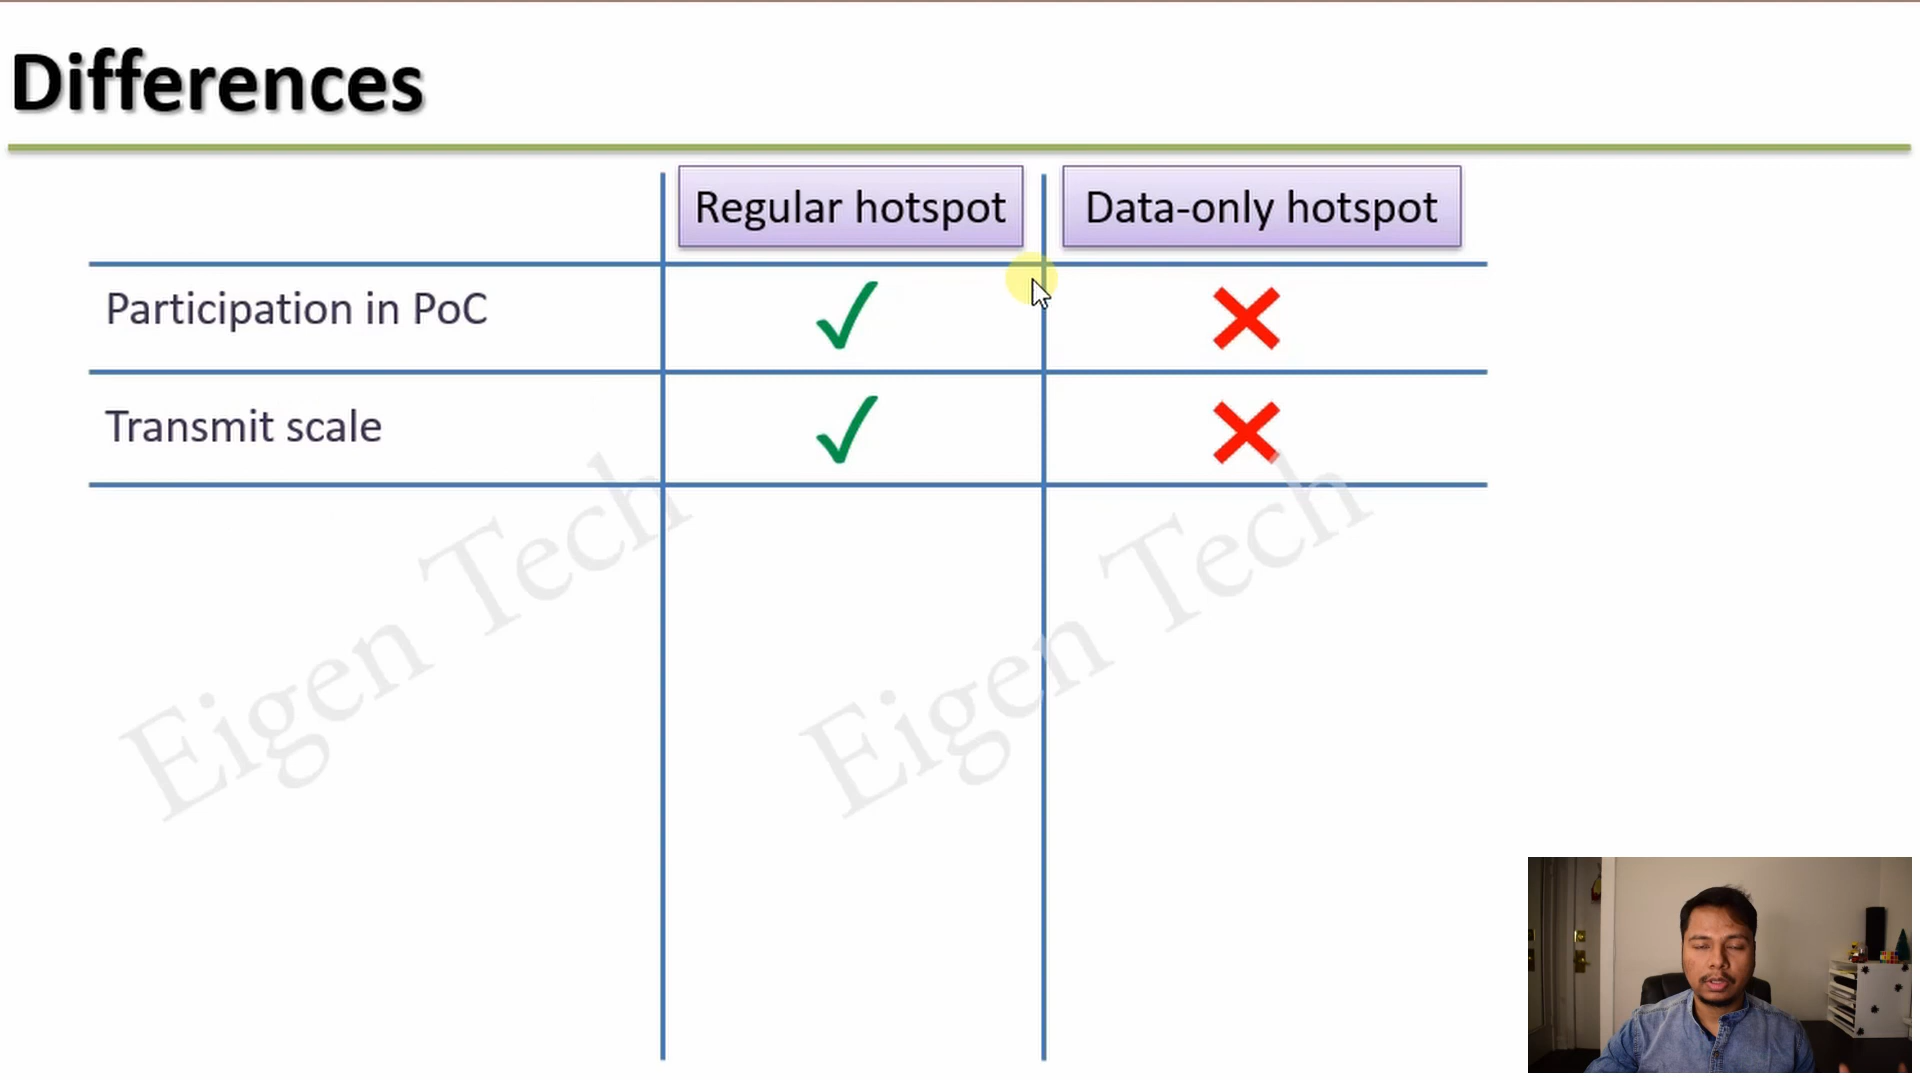 Differences
Regular hotspot
Data-only hotspot
Participation in PoC
Transmit scale
Eigen Tech
Eigen Tech